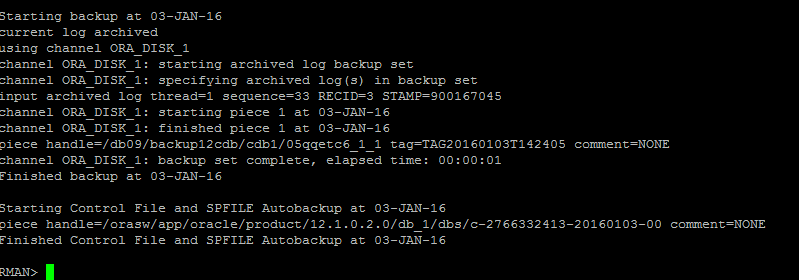 Starting backup at 03-JAN-16
current log archived
using channel ORA_DISK_1
channel ORA_DISK_1: starting archived log backup set
channel ORA_DISK_1: specifying archived log(s) in backup set
input archived log thread=1 sequence=33 RECID=3 STAMP=900167045
channel ORA_DISK_1: starting piece 1 at 03-JAN-16
channel ORA_DISK_1: finished piece 1 at 03-JAN-16
piece handle=/db09/backup12cdb/cdb1/05qqetc6_1_1 tag=TAG20160103T142405 comment=NONE
channel ORA_DISK_1: backup set complete, elapsed time: 00:00:01
Finished backup at 03-JAN-16
Starting Control File and SPFILE Autobackup at 03-JAN-16
piece handle=/orasw/app/oracle/product/12.1.0.2.0/db_1/dbs/c-2766332413-20160103-00 comment=NONE
Finished Control File and SPFILE Autobackup at 03-JAN-16
RMAN>